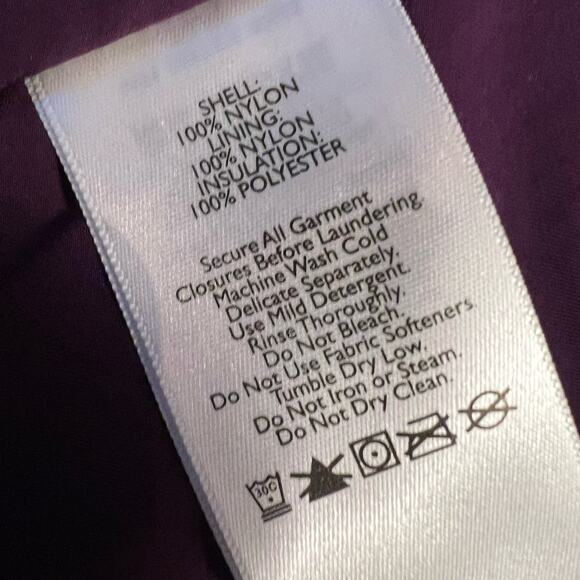 SHELL:
100% NYLON
LINING:
100% NYLON
INSULATION:
100% POLYESTER
Secure All Garment
Closures Before Laundering.
Machine Wash Cold
Delicate Separately.
Use Mild Detergent.
Rinse Thoroughly.
Do Not Bleach.
Do Not Use Fabric Softeners
Tumble Dry Low.
Do Not Iron or Steam.
Do Not Dry Clean.
30C